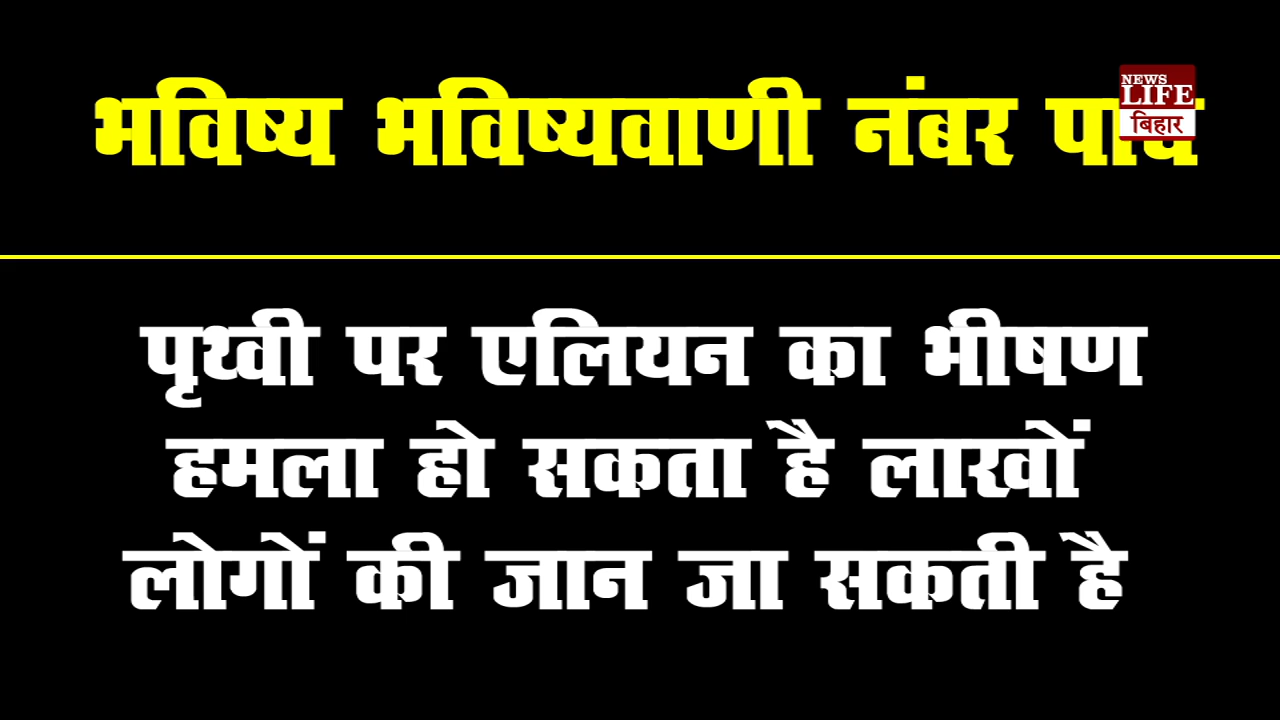 भविष्य भविष्यवाणी नंबर
NEWS
LIFE
बिहार
पृथ्वी पर एलियन का भीषण
हमला हो सकता है लाखों
लोगों की जान जा सकती है